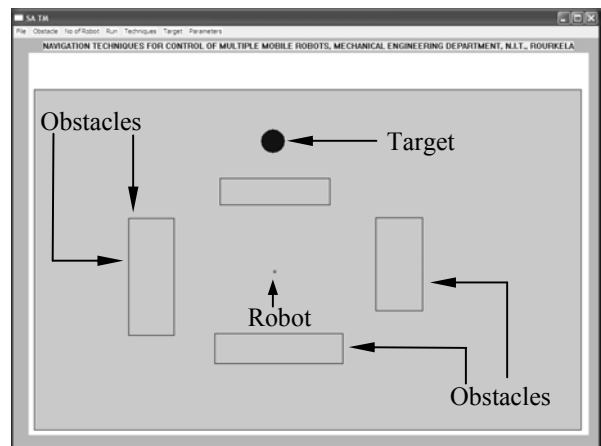 SA TM
File Obstacle No of Robot Run Techniques Target Parameters
NAVIGATION TECHNIQUES FOR CONTROL OF MULTIPLE MOBILE ROBOTS, MECHANICAL ENGINEERING DEPARTMENT, N.I.T., ROURKELA
Obstacles
Target
Robot
Obstacles